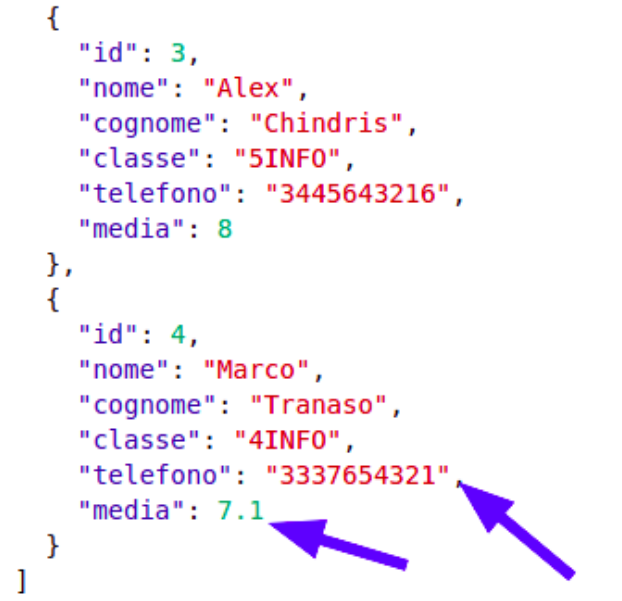 {
"id": 3,
"nome": "Alex",
"cognome": "Chindris",
"classe": "5INFO",
"telefono": "3445643216",
"media": 8
},
{
"id": 4,
"nome": "Marco",
"cognome": "Tranaso",
"classe": "4INFO",
"telefono": "3337654321",
"media": 7.1
}
]